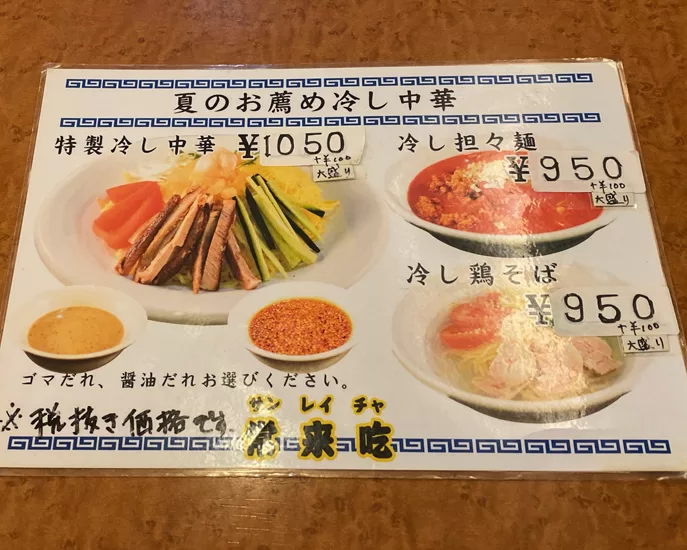 夏のお薦め冷し中華
特製冷し中華 ¥1050
+¥100
大盛り
冷し担々麺
¥950
+¥100
大盛り
冷し鶏そば
¥950
+¥100
大盛り
ゴマだれ、醤油だれお選びください。
※税抜き価格です。
サンレイチャ
常来吃